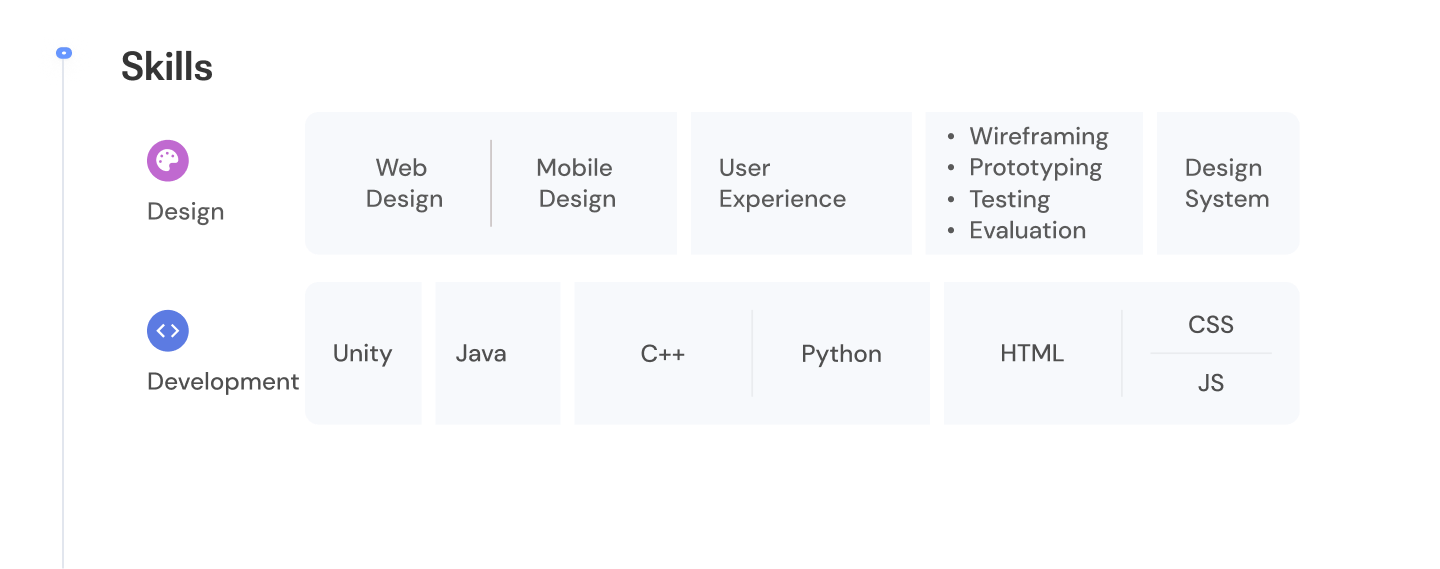 Skills
Design
Web
Design
Mobile
Design
User
Experience
• Wireframing
• Prototyping
• Testing
• Evaluation
Design
System
Development
Unity
Java
C++
Python
HTML
CSS
JS